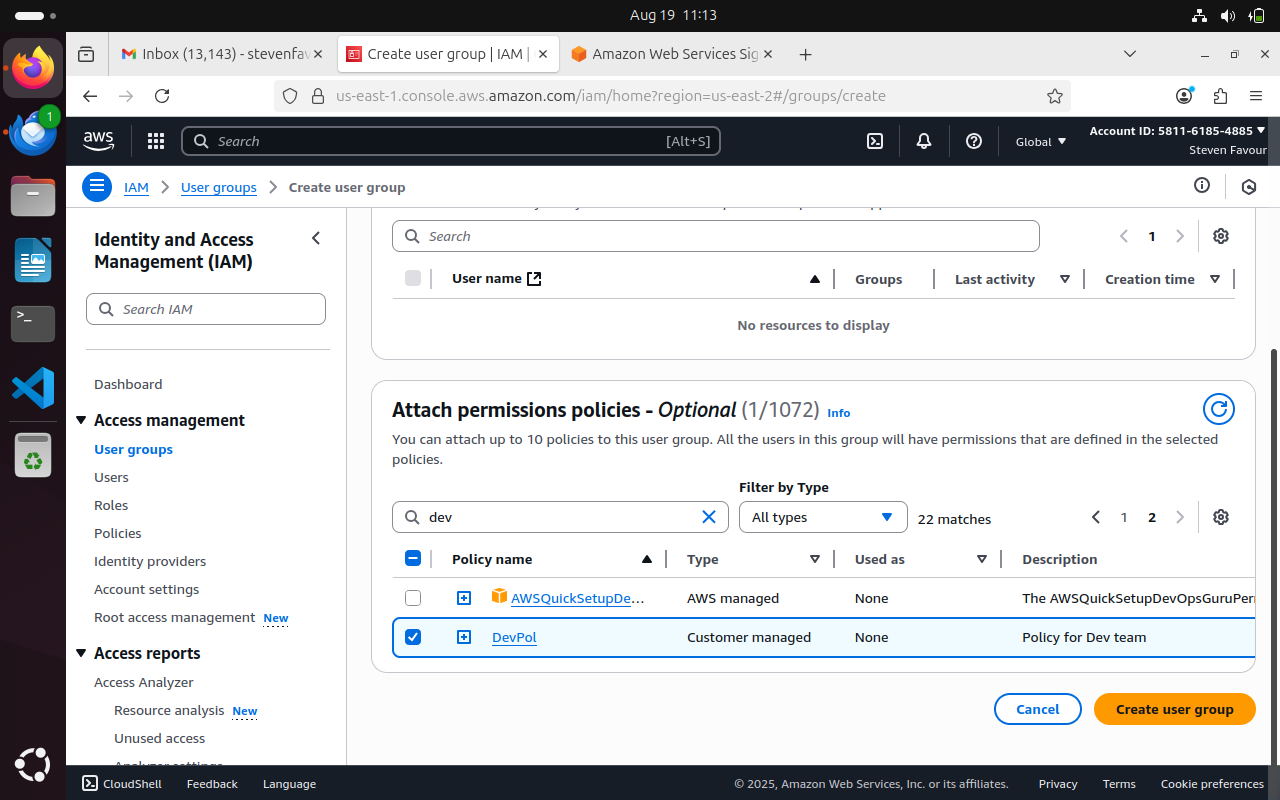 Aug 19 11:13
Inbox (13,143) - stevenfav
Create user group | IAM |
Amazon Web Services Sig
us-east-1.console.aws.amazon.com/iam/home?region=us-east-2#/groups/create
1
aws
Search
[Alt+S]
Global
Account ID: 5811-6185-4885
Steven Favour
IAM
User groups
Create user group
Identity and Access
Management (IAM)
Search IAM
Dashboard
Access management
User groups
Users
Roles
Policies
Identity providers
Account settings
Root access management New
Access reports
Access Analyzer
Resource analysis New
Unused access
Analyzer settings
Search
1
User name
Groups
Last activity
Creation time
No resources to display
Attach permissions policies - Optional (1/1072) Info
You can attach up to 10 policies to this user group. All the users in this group will have permissions that are defined in the selected
policies.
Filter by Type
dev
All types
22 matches
1 2
Policy name
Type
Used as
Description
AWSQuickSetupDe...
AWS managed
None
The AWSQuickSetupDevOpsGuruPer
DevPol
Customer managed
None
Policy for Dev team
Cancel
Create user group
CloudShell
Feedback
Language
© 2025, Amazon Web Services, Inc. or its affiliates.
Privacy
Terms
Cookie preferences